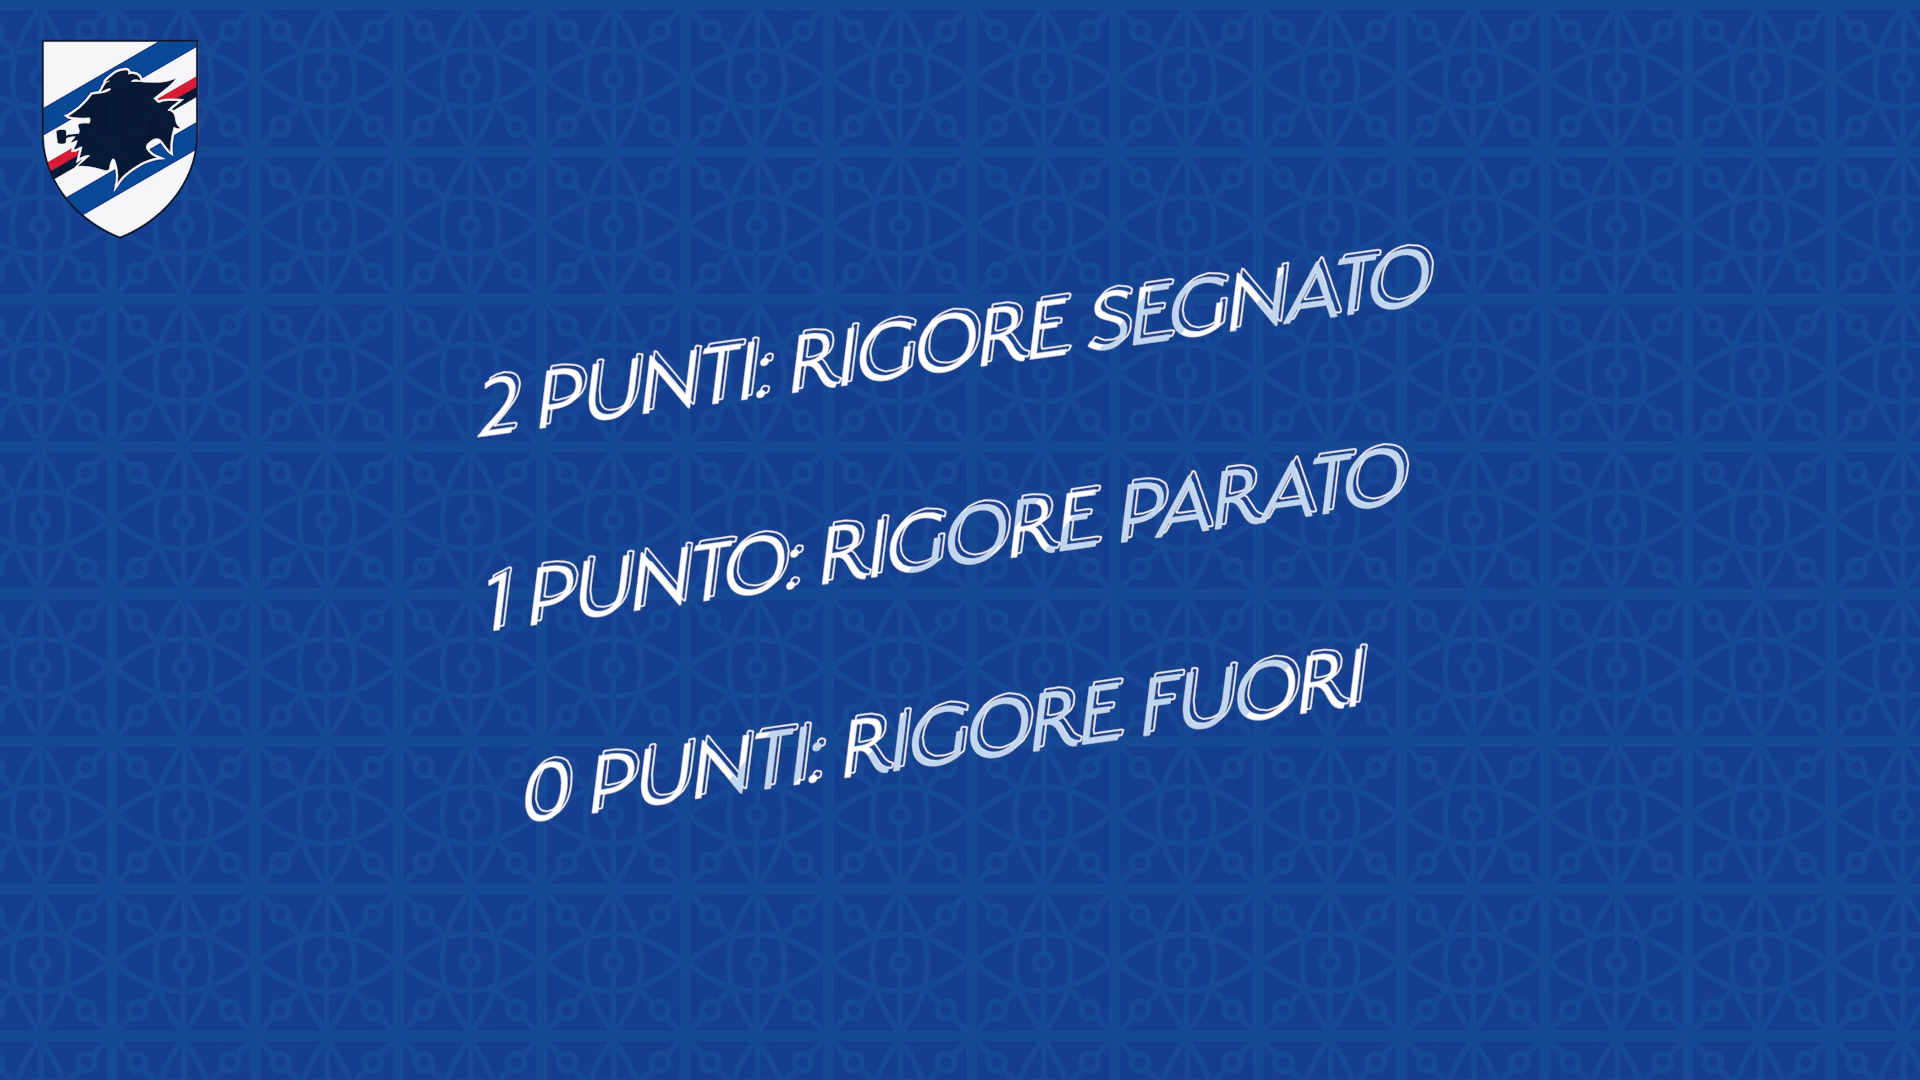 2 PUNTI: RIGORE SEGNATO
1 PUNTO: RIGORE PARATO
0 PUNTI: RIGORE FUORI